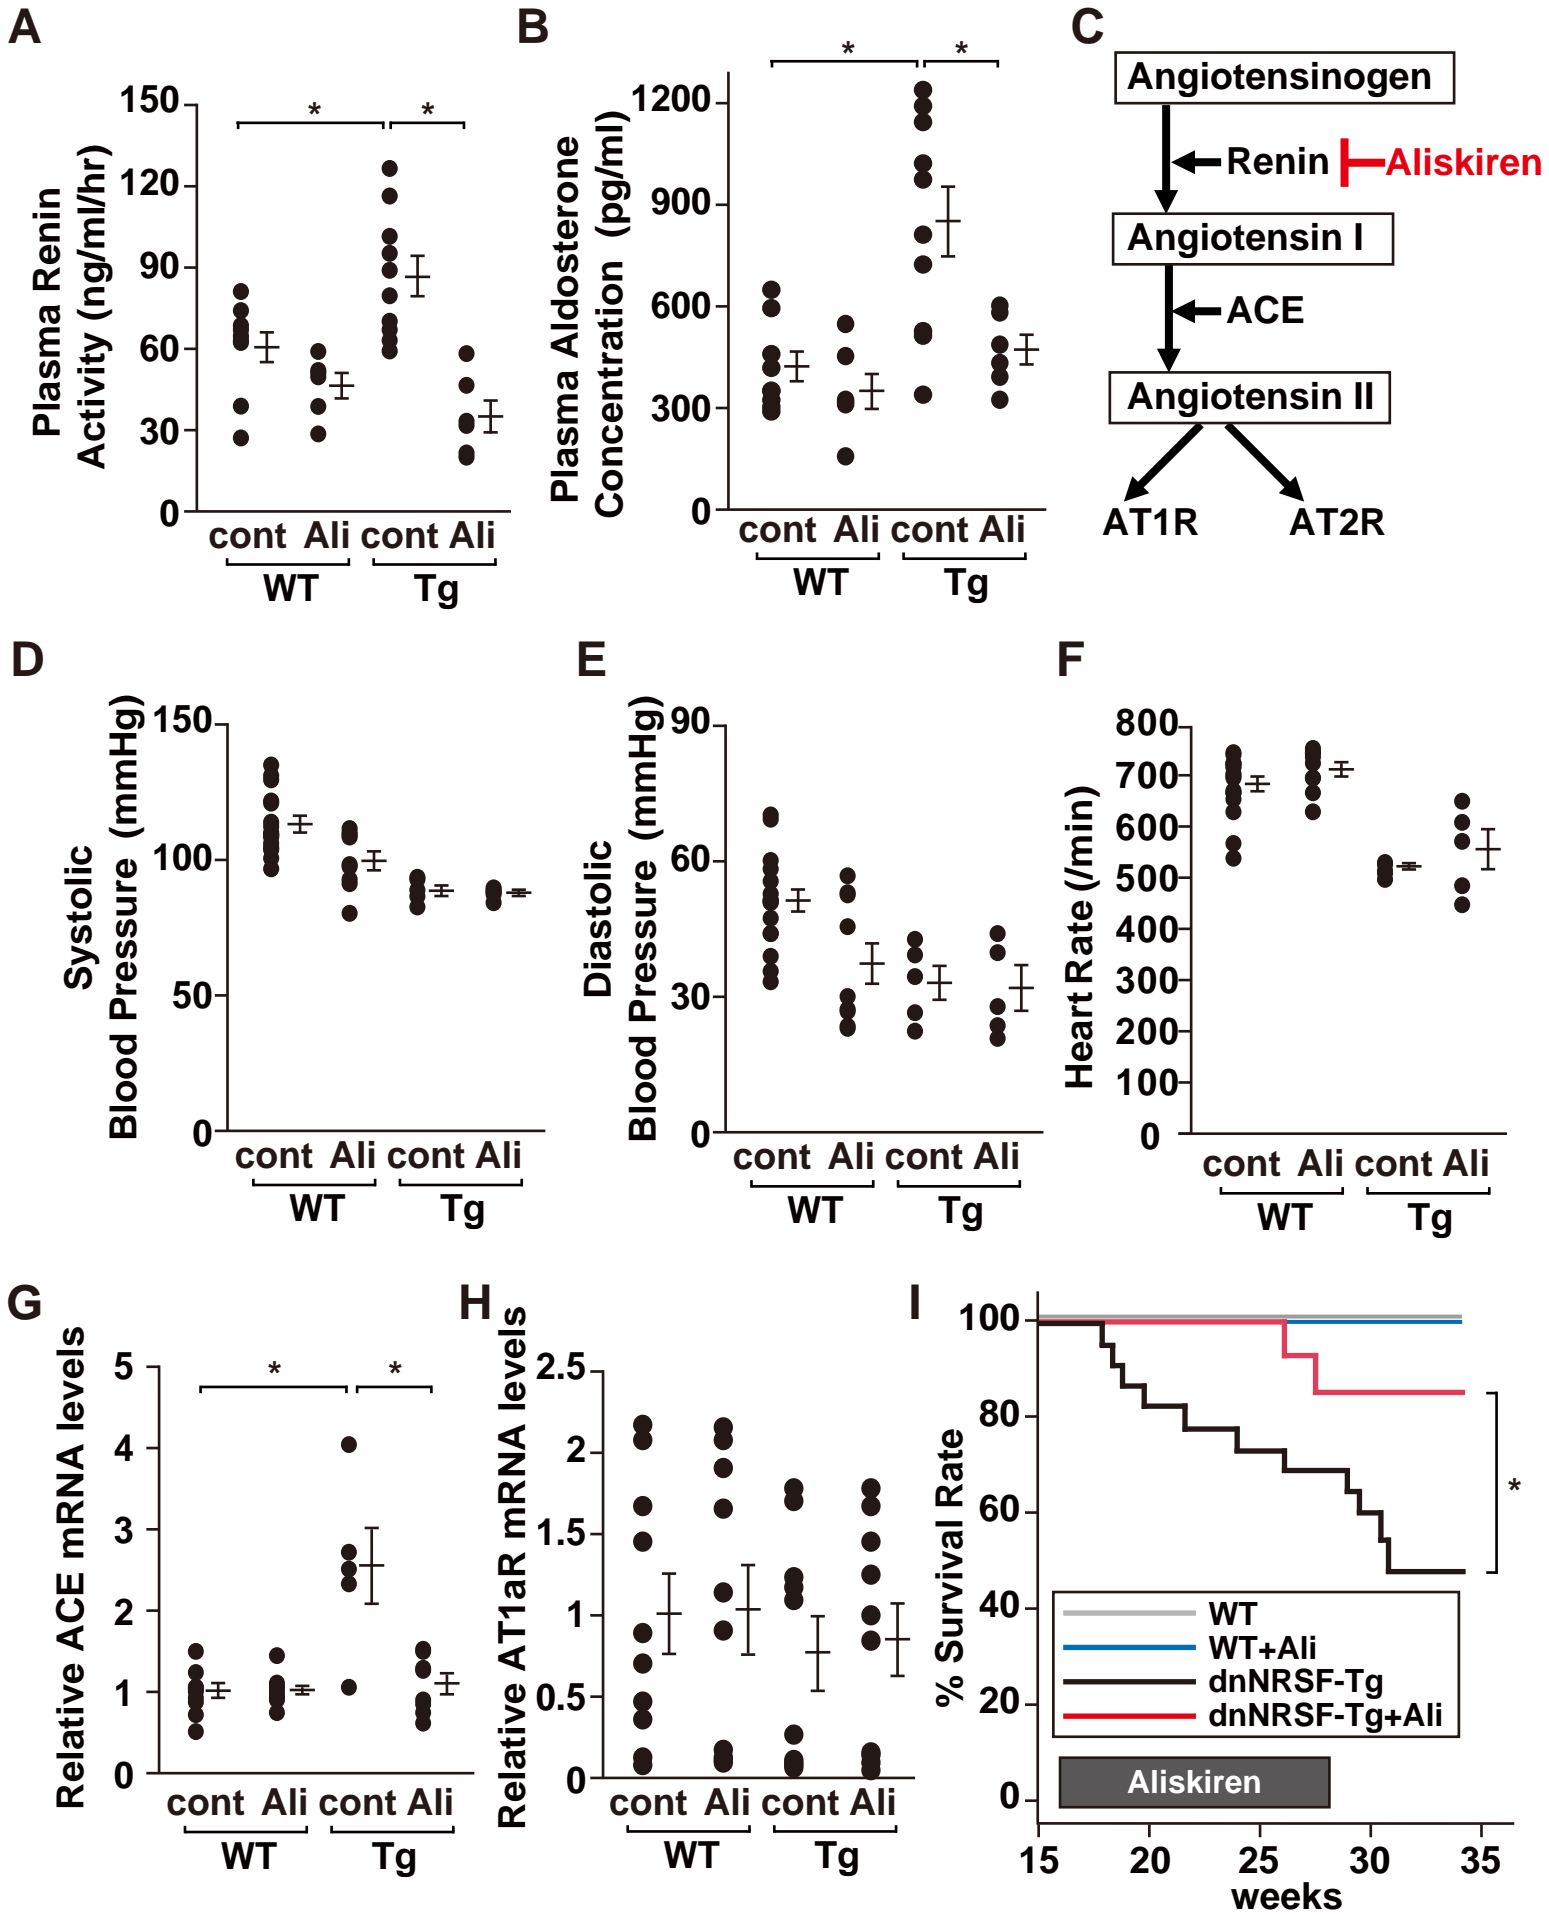 A
Plasma Renin
Activity (ng/ml/hr)
150
120
90
60
30
0
*
*
cont Ali cont Ali
WT Tg
B
Plasma Aldosterone
Concentration (pg/ml)
1200
900
600
300
0
*
*
cont Ali cont Ali
WT Tg
C
Angiotensinogen
Renin
Aliskiren
Angiotensin I
ACE
Angiotensin II
AT1R
AT2R
D
Systolic
Blood Pressure (mmHg)
150
100
50
0
cont Ali cont Ali
WT Tg
E
Diastolic
Blood Pressure (mmHg)
90
60
30
0
cont Ali cont Ali
WT Tg
F
Heart Rate (/min)
800
700
600
500
400
300
200
100
0
cont Ali cont Ali
WT Tg
G
Relative ACE mRNA levels
5
4
3
2
1
0
*
*
cont Ali cont Ali
WT Tg
H
Relative AT1aR mRNA levels
2.5
2
1.5
1
0.5
0
cont Ali cont Ali
WT Tg
I
% Survival Rate
100
80
60
40
20
0
*
WT
WT+Ali
dnNRSF-Tg
dnNRSF-Tg+Ali
Aliskiren
15 20 25 30 35
weeks